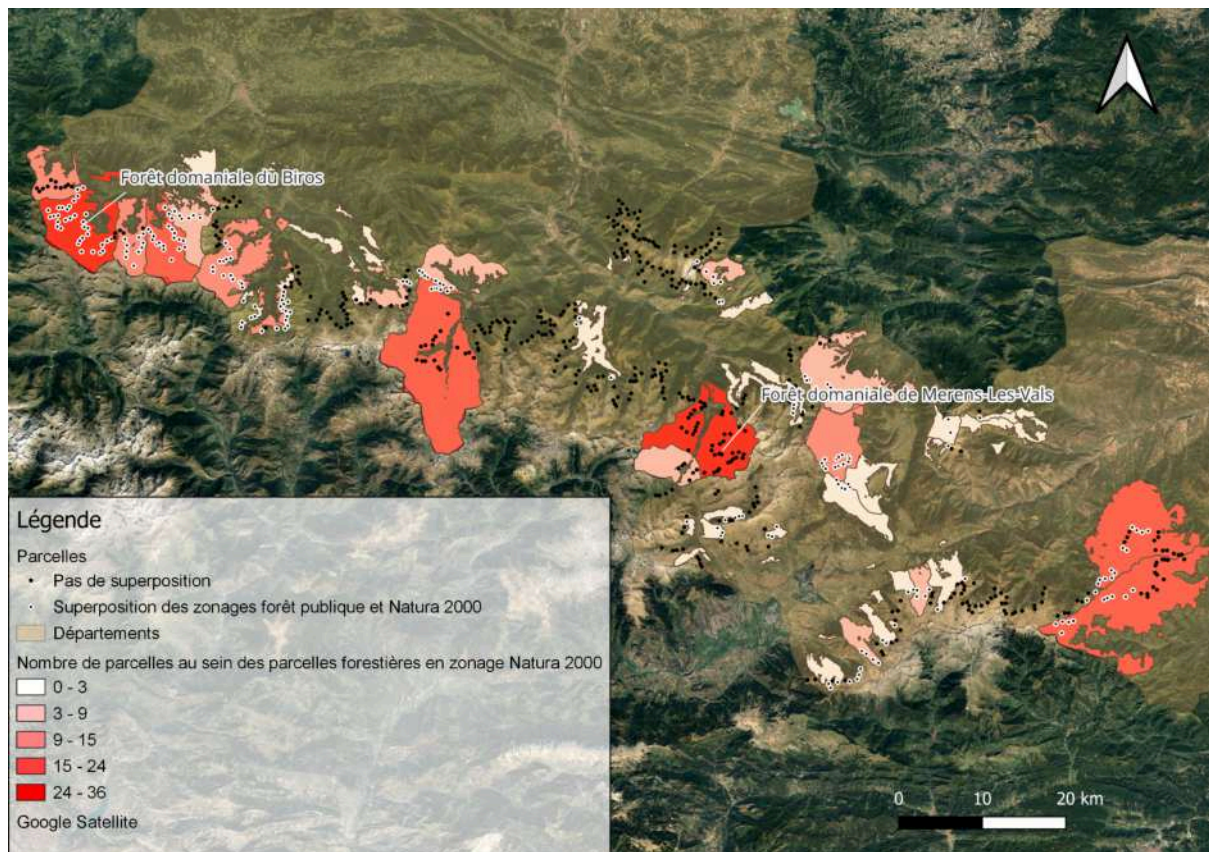 Forêt domaniale du Biros
Forêt domaniale de Merens-Les-Vals
Légende
Parcelles
Pas de superposition
Superposition des zonages forêt publique et Natura 2000
Départements
Nombre de parcelles au sein des parcelles forestières en zonage Natura 2000
0 - 3
3 - 9
9 - 15
15 - 24
24 - 36
Google Satellite
0 10 20 km